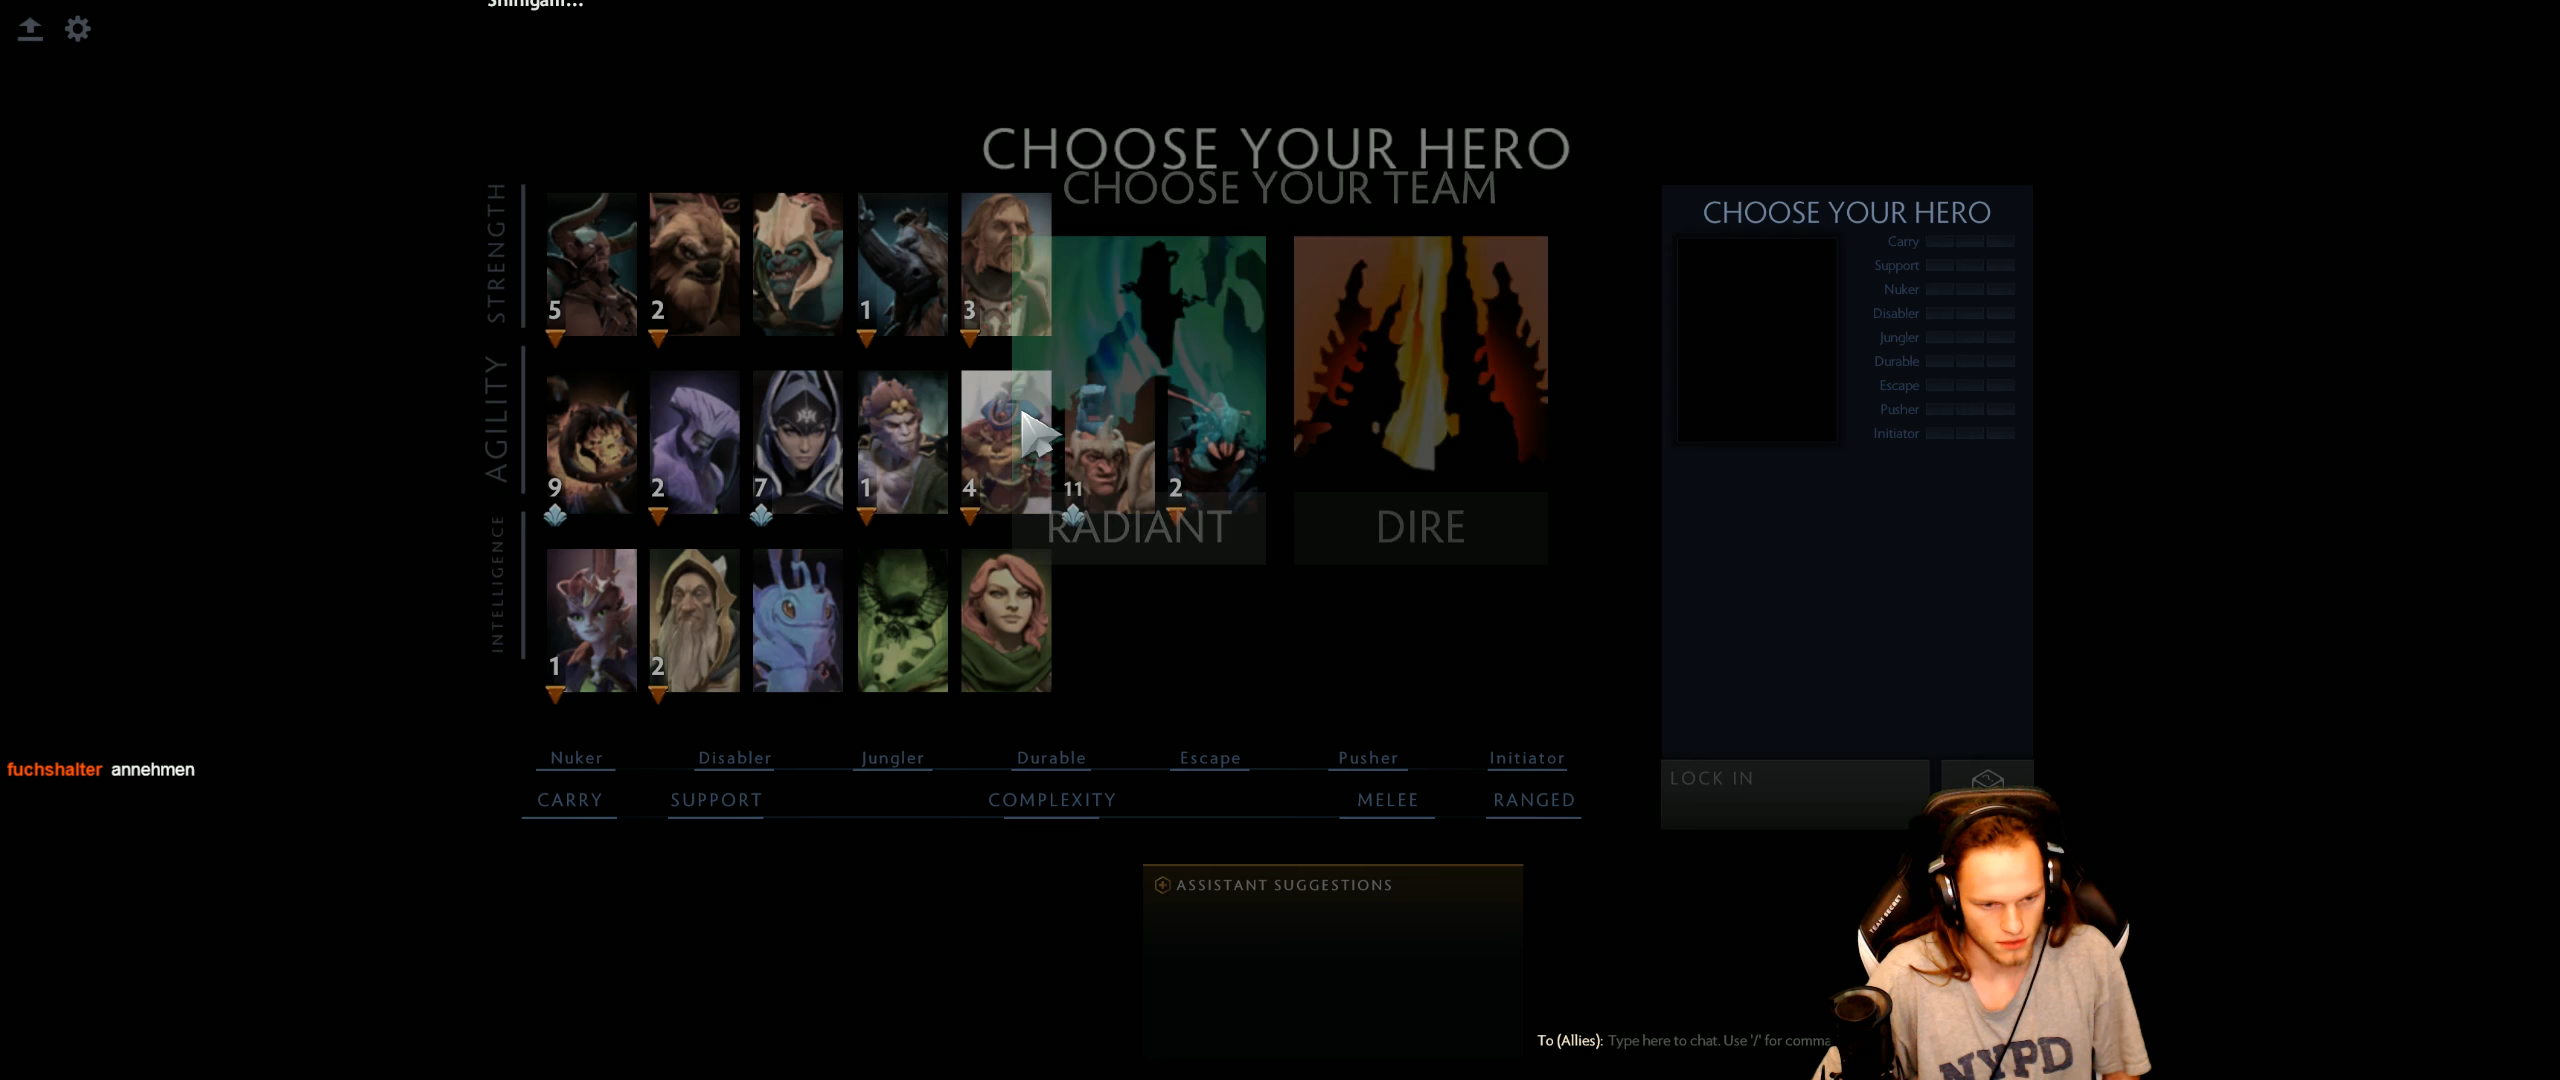 CHOOSE YOUR HERO
CHOOSE YOUR TEAM
STRENGTH
5
2
1
3
AGILITY
9
2
7
1
4
11
2
RADIANT
DIRE
INTELLIGENCE
1
2
CHOOSE YOUR HERO
Carry
Support
Nuker
Disabler
Jungler
Durable
Escape
Pusher
Initiator
LOCK IN
Nuker Disabler Jungler Durable Escape Pusher Initiator
CARRY SUPPORT COMPLEXITY MELEE RANGED
fuchshalter annehmen
ASSISTANT SUGGESTIONS
To (Allies): Type here to chat. Use '/' for comma
TEAM SECRET
NYPD